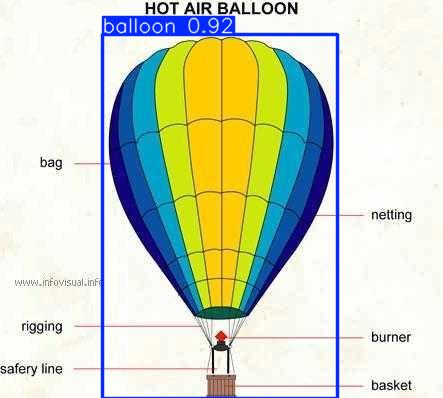 HOT AIR BALLOON
balloon 0.92
bag
netting
www.infovisual.info
rigging
burner
safery line
basket